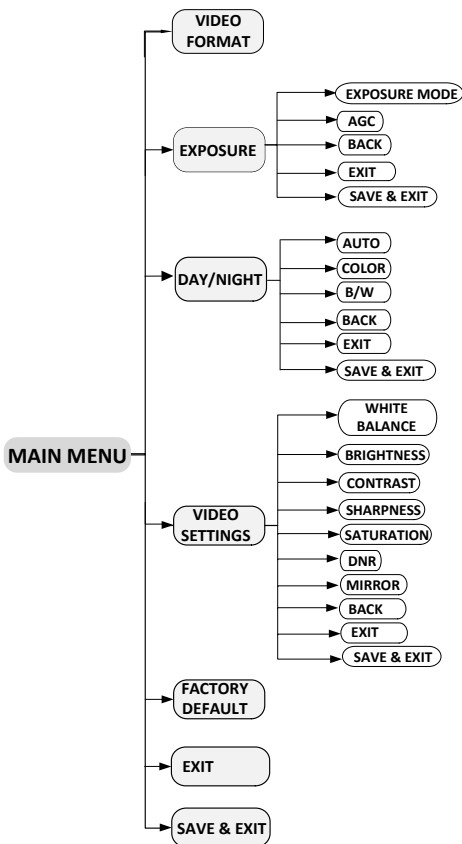 VIDEO
FORMAT
EXPOSURE MODE
AGC
EXPOSURE
BACK
EXIT
SAVE & EXIT
AUTO
COLOR
DAY/NIGHT
B/W
BACK
EXIT
SAVE & EXIT
WHITE
BALANCE
MAIN MENU
BRIGHTNESS
CONTRAST
VIDEO
SETTINGS
SHARPNESS
SATURATION
DNR
MIRROR
BACK
EXIT
SAVE & EXIT
FACTORY
DEFAULT
EXIT
SAVE & EXIT